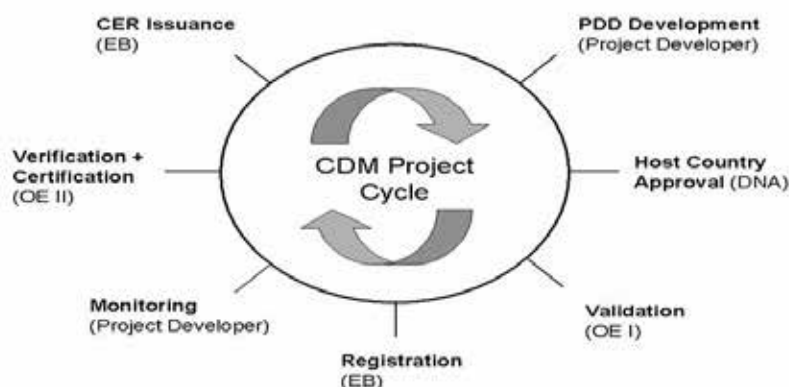 CER Issuance
(EB)
PDD Development
(Project Developer)
Verification +
Certification
(OE II)
CDM Project
Cycle
Host Country
Approval (DNA)
Monitoring
(Project Developer)
Validation
(OE I)
Registration
(EB)